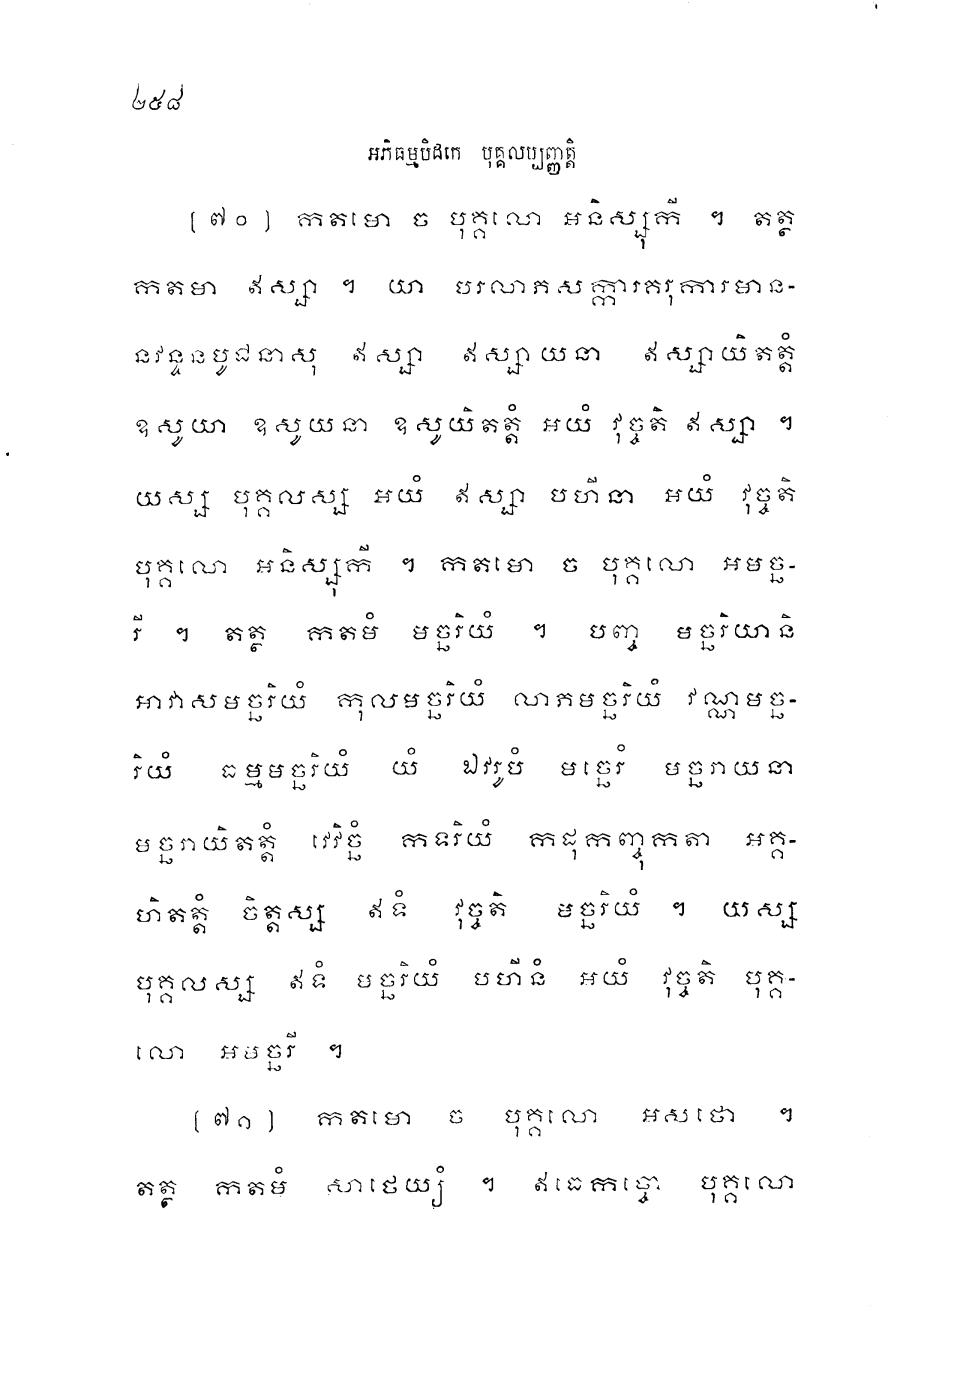 ២៥៨
អភិធម្មបិដកេ បុគ្គលប្បញ្ញត្តិ
[៧០] កតមោ ច បុគ្គលោ អនិស្សុកី ។ តត្ថ
កតមា ឥស្សា ។ យា បរលាភសក្ការគរុការមាន-
នវន្ទនបូជនាសុ ឥស្សា ឥស្សាយនា ឥស្សាយិតត្តំ
ឧសូយា ឧសូយនា ឧសូយិតត្តំ អយំ វុច្ចតិ ឥស្សា ។
យស្ស បុគ្គលស្ស អយំ ឥស្សា បហីនា អយំ វុច្ចតិ
បុគ្គលោ អនិស្សុកី ។ កតមោ ច បុគ្គលោ អមច្ឆ-
រី ។ តត្ថ កតមំ មច្ឆរិយំ ។ បញ្ច មច្ឆរិយានិ
អាវាសមច្ឆរិយំ កុលមច្ឆរិយំ លាភមច្ឆរិយំ វណ្ណមច្ឆ-
រិយំ ធម្មមច្ឆរិយំ យំ ឯវរូបំ មច្ឆេរំ មច្ឆរាយនា
មច្ឆរាយិតត្តំ វេវិច្ឆំ កទរិយំ កដុកញ្ចុកតា អគ្គ-
ហិតត្តំ ចិត្តស្ស ឥទំ វុច្ចតិ មច្ឆរិយំ ។ យស្ស
បុគ្គលស្ស ឥទំ មច្ឆរិយំ បហីនំ អយំ វុច្ចតិ បុគ្គ-
លោ អមច្ឆរី ។
[៧១] កតមោ ច បុគ្គលោ អសថោ ។
តត្ថ កតមំ សាថេយ្យំ ។ ឥធេកច្ចោ បុគ្គលោ